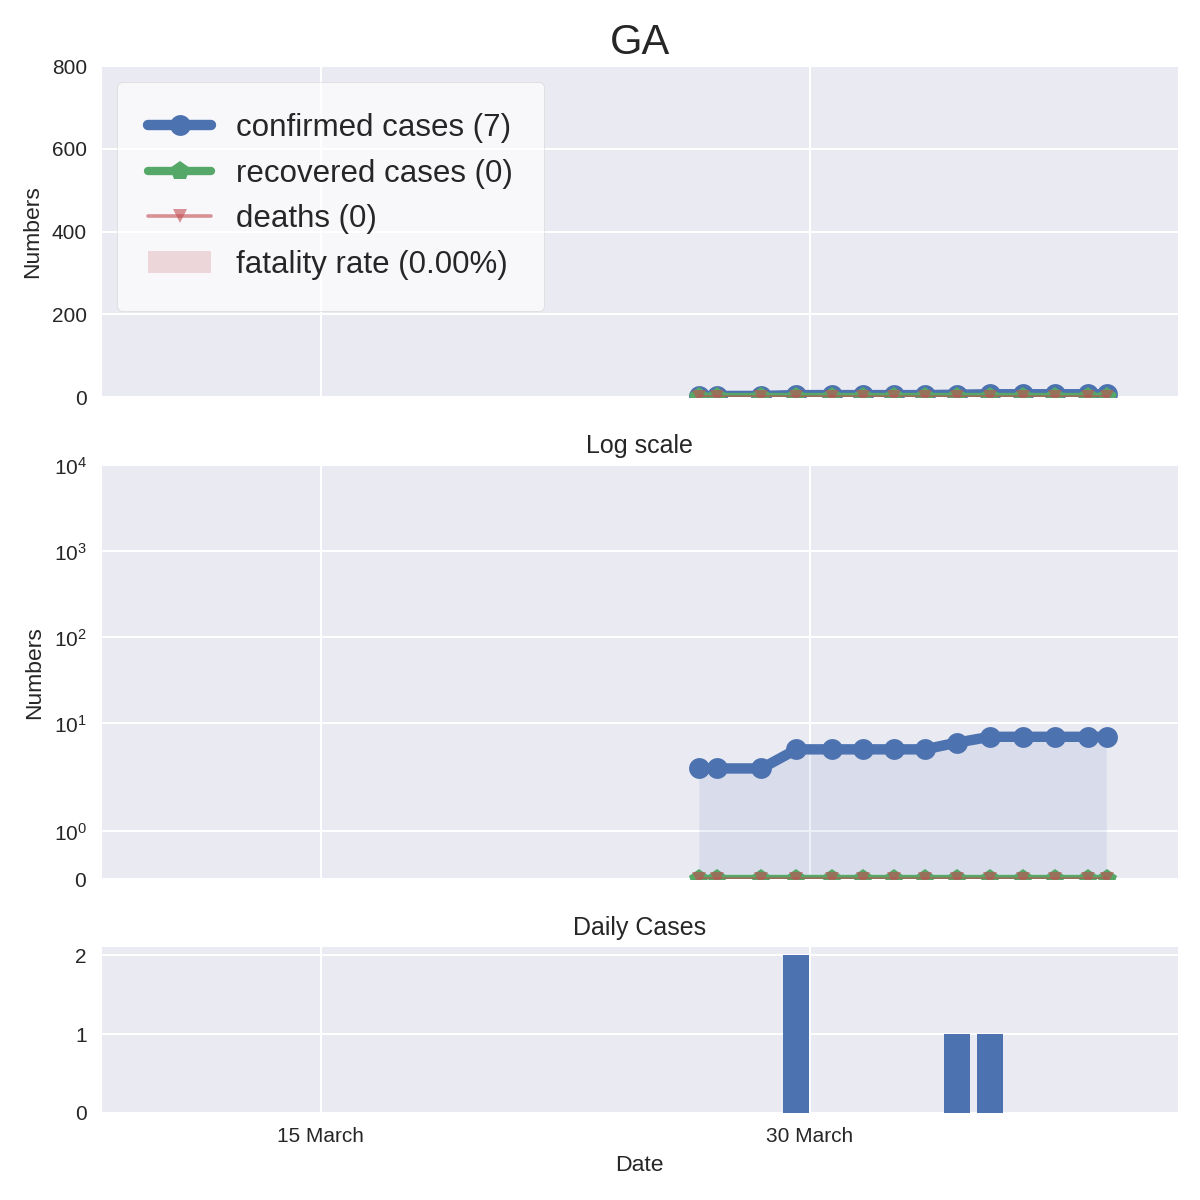 GA
800
600
400
200
0
Numbers
confirmed cases (7)
recovered cases (0)
deaths (0)
fatality rate (0.00%)
Log scale
10⁴
10³
10²
10¹
10⁰
0
Numbers
Daily Cases
2
1
0
15 March
30 March
Date